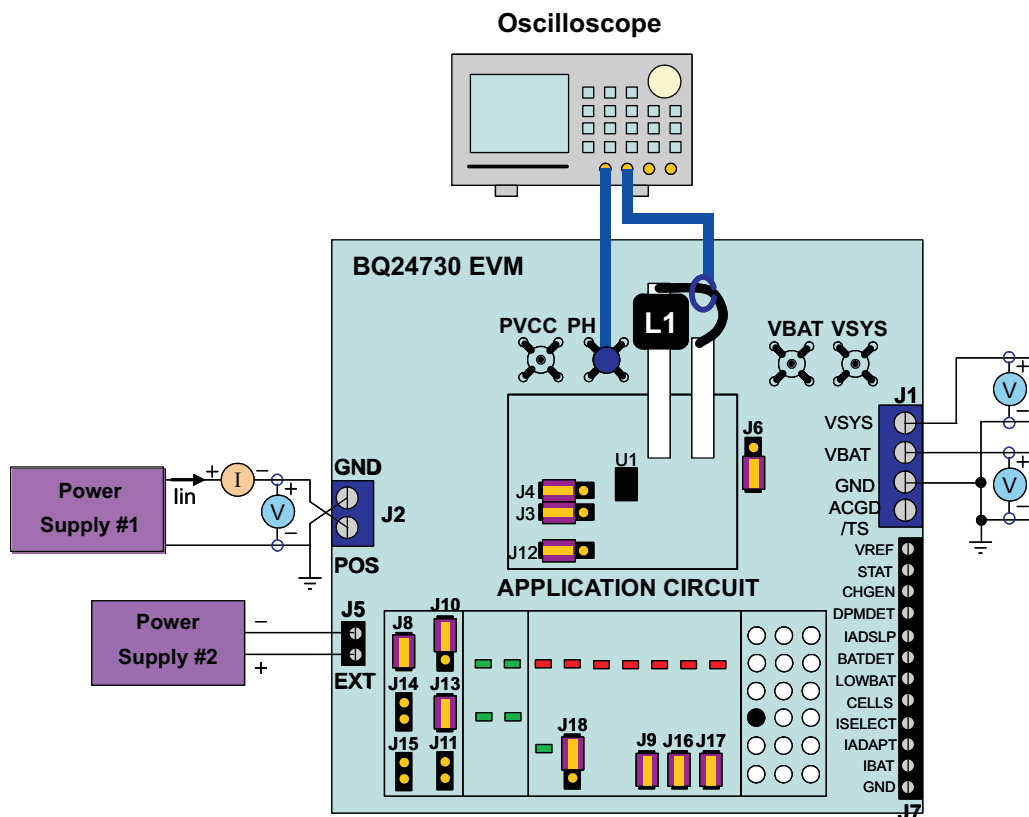 Oscilloscope
BQ24730 EVM
PVCC PH
L1
VBAT VSYS
J1
VSYS
VBAT
GND
ACGD
/TS
V
+
−
V
+
−
J6
U1
J4
J3
J12
APPLICATION CIRCUIT
Power
Supply #1
Iin
+
I
−
+
V
−
GND
J2
POS
Power
Supply #2
−
+
J5
EXT
J8
J10
J14
J13
J15
J11
J18
J9
J16
J17
VREF
STAT
CHGEN
DPMDET
IADSLP
BATDET
LOWBAT
CELLS
ISELECT
IADAPT
IBAT
GND
J7